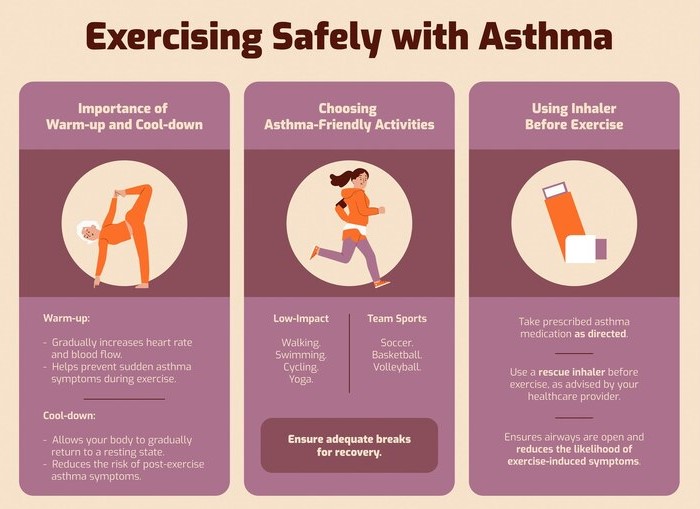 Exercising Safely with Asthma
Importance of
Warm-up and Cool-down
Warm-up:
- Gradually increases heart rate
and blood flow.
- Helps prevent sudden asthma
symptoms during exercise.
Cool-down:
- Allows your body to gradually
return to a resting state.
- Reduces the risk of post-exercise
asthma symptoms.
Choosing
Asthma-Friendly Activities
Low-Impact
Walking.
Swimming.
Cycling.
Yoga.
Team Sports
Soccer.
Basketball.
Volleyball.
Ensure adequate breaks
for recovery.
Using Inhaler
Before Exercise
Take prescribed asthma
medication as directed.
Use a rescue inhaler before
exercise, as advised by your
healthcare provider.
Ensures airways are open and
reduces the likelihood of
exercise-induced symptoms.